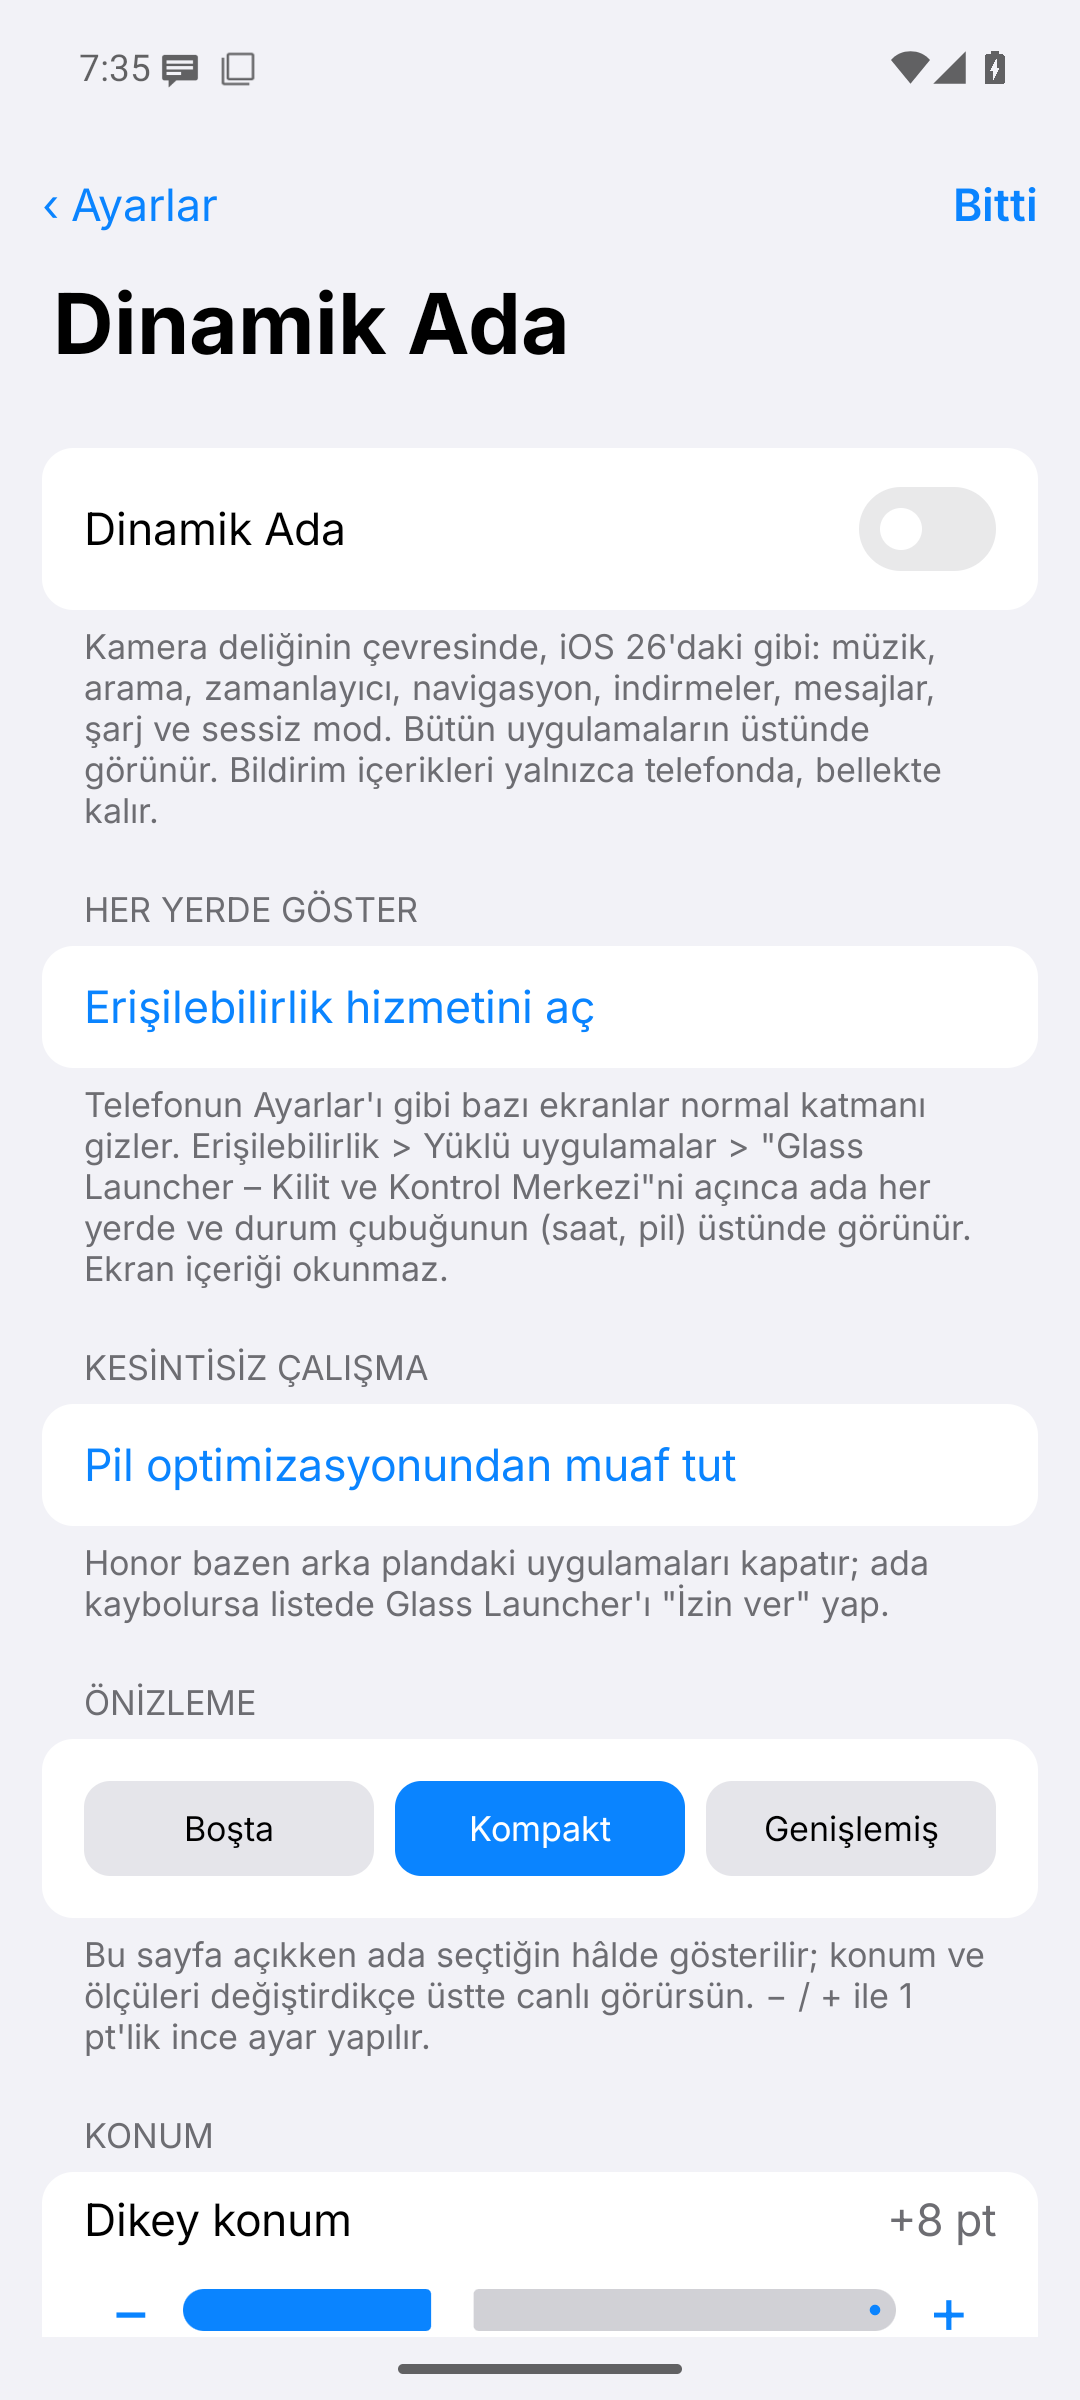 7:35
‹ Ayarlar
Bitti
Dinamik Ada
Dinamik Ada
Kamera deliğinin çevresinde, iOS 26'daki gibi: müzik,
arama, zamanlayıcı, navigasyon, indirmeler, mesajlar,
şarj ve sessiz mod. Bütün uygulamaların üstünde
görünür. Bildirim içerikleri yalnızca telefonda, bellekte
kalır.
HER YERDE GÖSTER
Erişilebilirlik hizmetini aç
Telefonun Ayarlar'ı gibi bazı ekranlar normal katmanı
gizler. Erişilebilirlik > Yüklü uygulamalar > "Glass
Launcher – Kilit ve Kontrol Merkezi"ni açınca ada her
yerde ve durum çubuğunun (saat, pil) üstünde görünür.
Ekran içeriği okunmaz.
KESİNTİSİZ ÇALIŞMA
Pil optimizasyonundan muaf tut
Honor bazen arka plandaki uygulamaları kapatır; ada
kaybolursa listede Glass Launcher'ı "İzin ver" yap.
ÖNİZLEME
Boşta
Kompakt
Genişlemiş
Bu sayfa açıkken ada seçtiğin hâlde gösterilir; konum ve
ölçüleri değiştirdikçe üstte canlı görürsün. − / + ile 1
pt'lik ince ayar yapılır.
KONUM
Dikey konum
+8 pt
− +